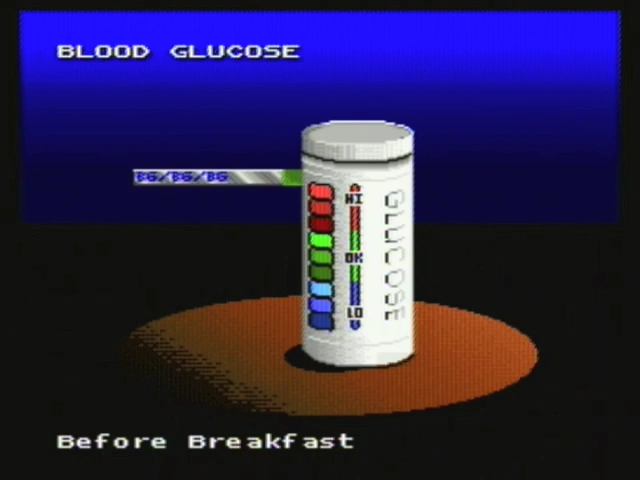 BLOOD GLUCOSE
BG/BG/BG
HI
OK
LO
GLUCOSE
Before Breakfast